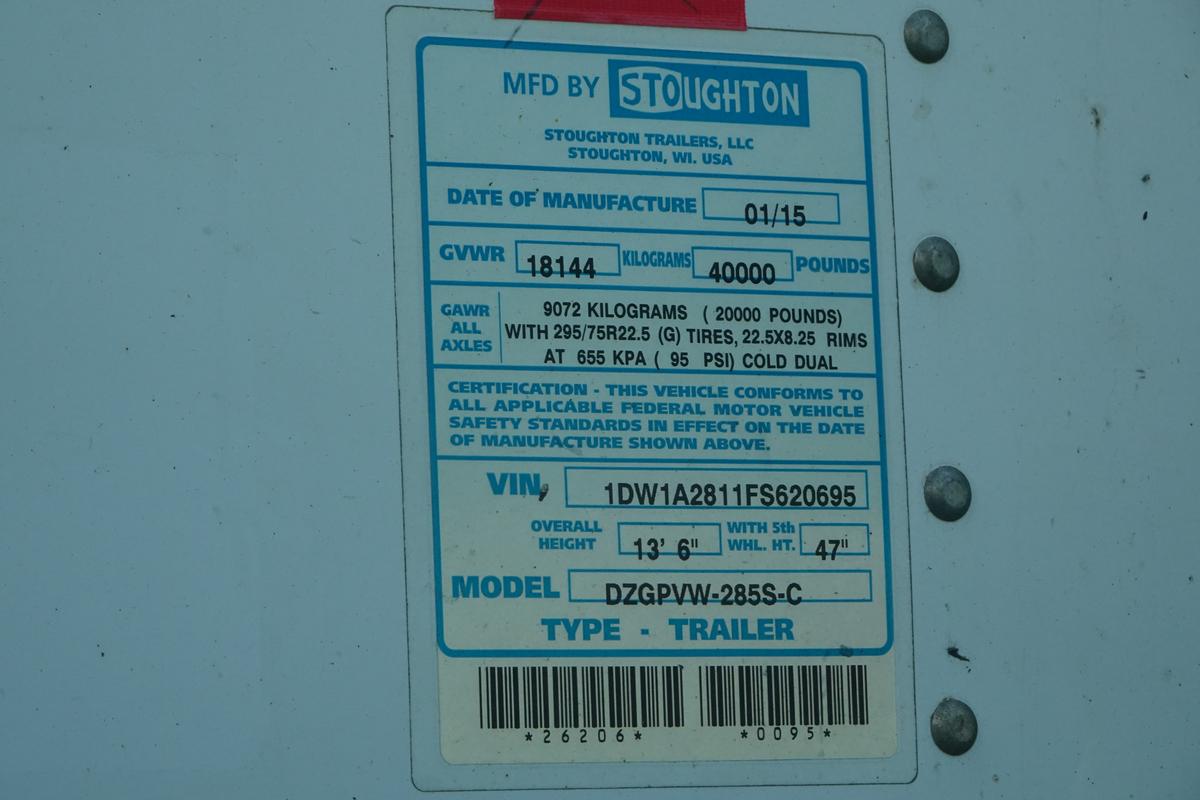 MFD BY STOUGHTON
STOUGHTON TRAILERS, LLC
STOUGHTON, WI. USA
DATE OF MANUFACTURE 01/15
GVWR 18144 KILOGRAMS 40000 POUNDS
GAWR ALL AXLES
9072 KILOGRAMS ( 20000 POUNDS)
WITH 295/75R22.5 (G) TIRES, 22.5X8.25 RIMS
AT 655 KPA ( 95 PSI) COLD DUAL
CERTIFICATION - THIS VEHICLE CONFORMS TO
ALL APPLICABLE FEDERAL MOTOR VEHICLE
SAFETY STANDARDS IN EFFECT ON THE DATE
OF MANUFACTURE SHOWN ABOVE.
VIN 1DW1A2811FS620695
OVERALL HEIGHT 13' 6" WITH 5th WHL. HT. 47"
MODEL DZGPVW-285S-C
TYPE - TRAILER
*26206* *0095*